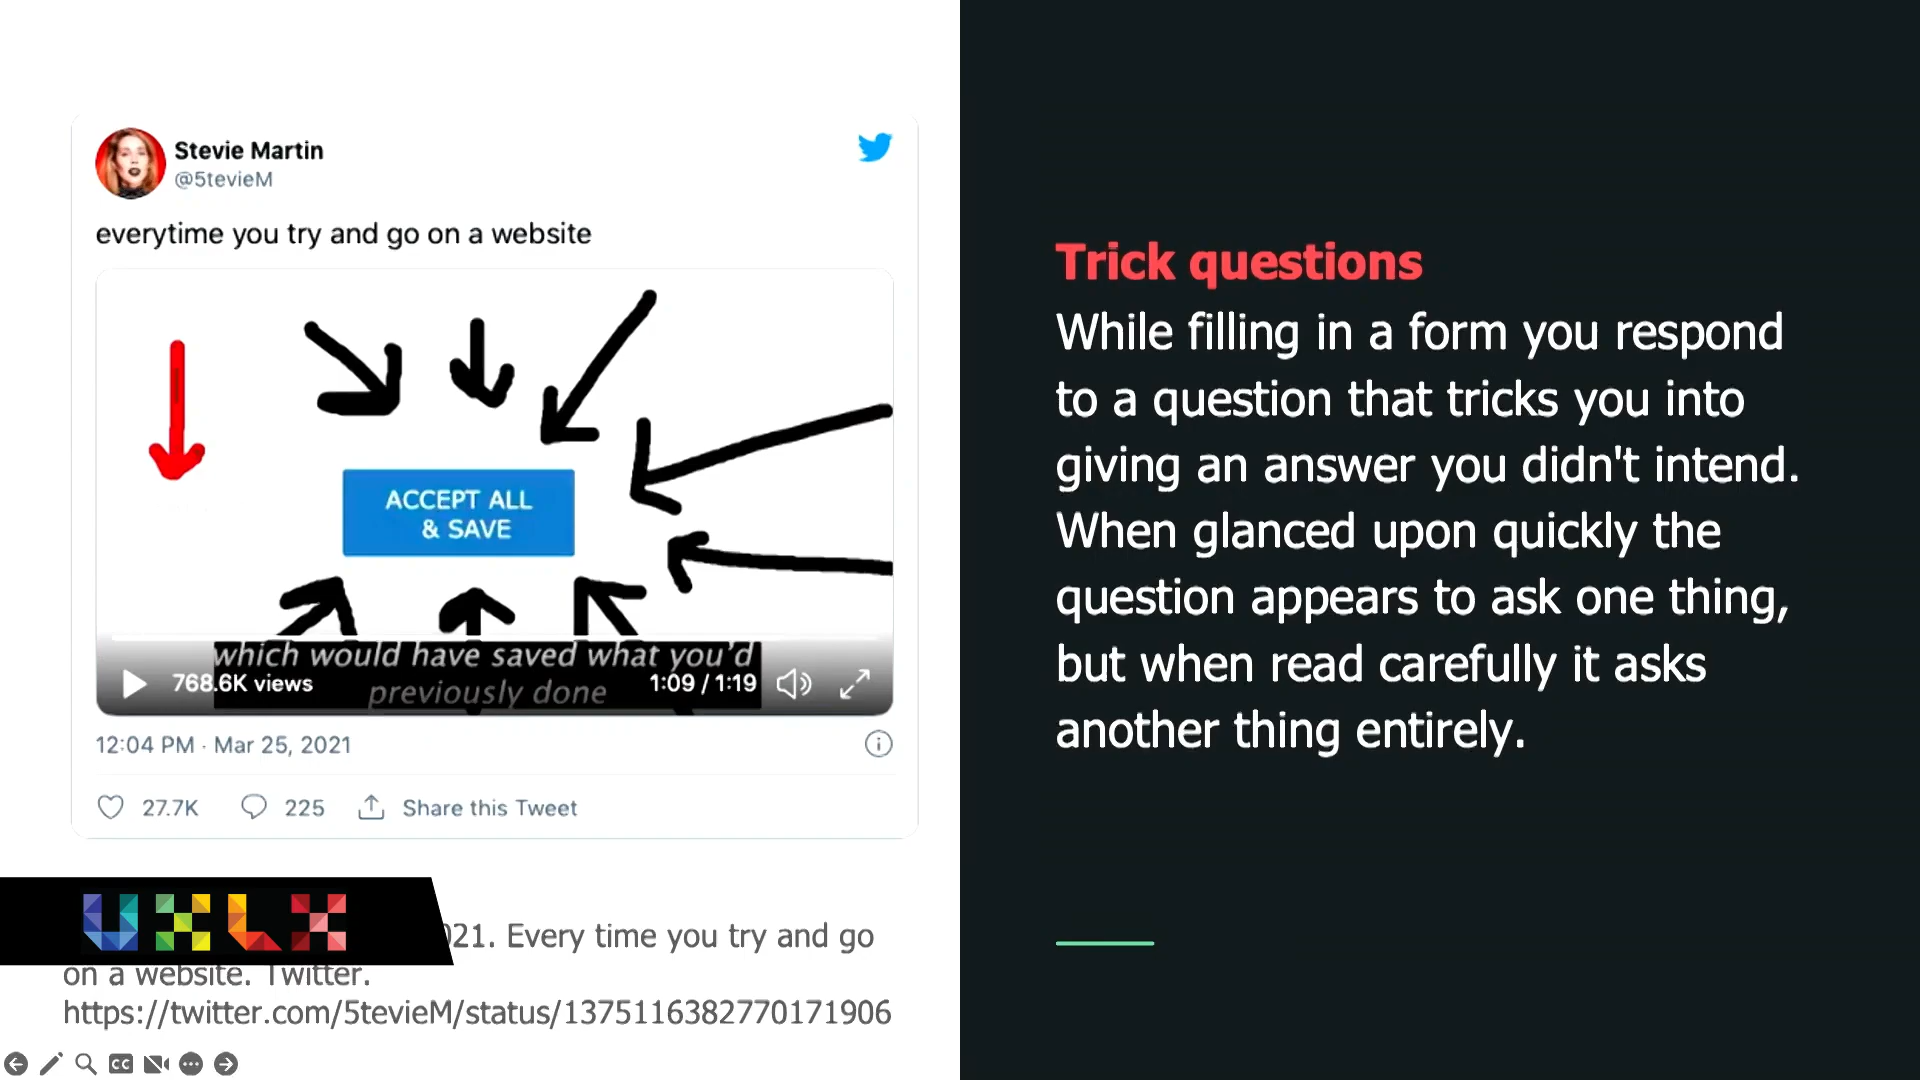 Stevie Martin
@5tevieM
everytime you try and go on a website
ACCEPT ALL
& SAVE
which would have saved what you'd
previously done
768.6K views
1:09 / 1:19
12:04 PM · Mar 25, 2021
27.7K
225
Share this Tweet
UXLX
021. Every time you try and go
on a website. Twitter.
https://twitter.com/5tevieM/status/1375116382770171906
CC
Trick questions
While filling in a form you respond
to a question that tricks you into
giving an answer you didn't intend.
When glanced upon quickly the
question appears to ask one thing,
but when read carefully it asks
another thing entirely.